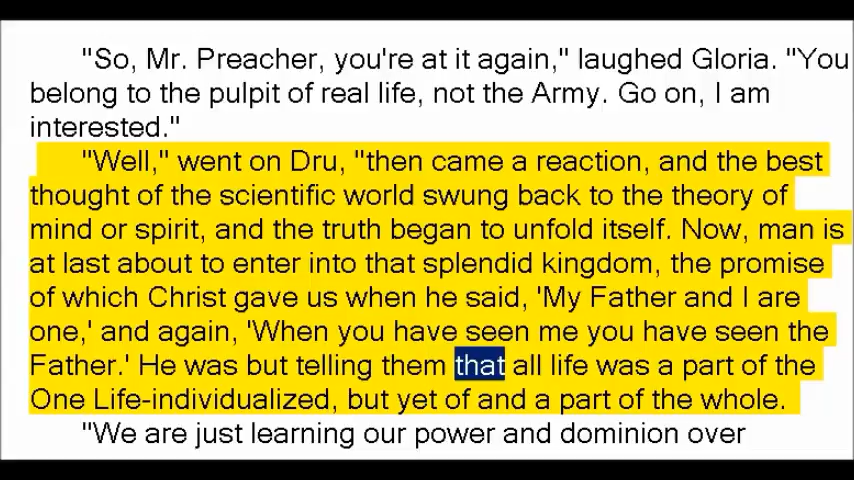 "So, Mr. Preacher, you're at it again," laughed Gloria. "You
belong to the pulpit of real life, not the Army. Go on, I am
interested."
"Well," went on Dru, "then came a reaction, and the best
thought of the scientific world swung back to the theory of
mind or spirit, and the truth began to unfold itself. Now, man is
at last about to enter into that splendid kingdom, the promise
of which Christ gave us when he said, 'My Father and I are
one,' and again, 'When you have seen me you have seen the
Father.' He was but telling them that all life was a part of the
One Life-individualized, but yet of and a part of the whole.
"We are just learning our power and dominion over